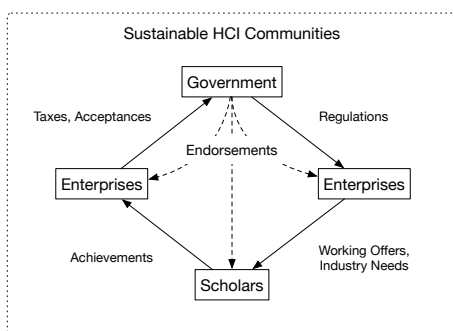 Sustainable HCI Communities
Government
Taxes, Acceptances
Regulations
Endorsements
Enterprises
Enterprises
Achievements
Working Offers,
Industry Needs
Scholars